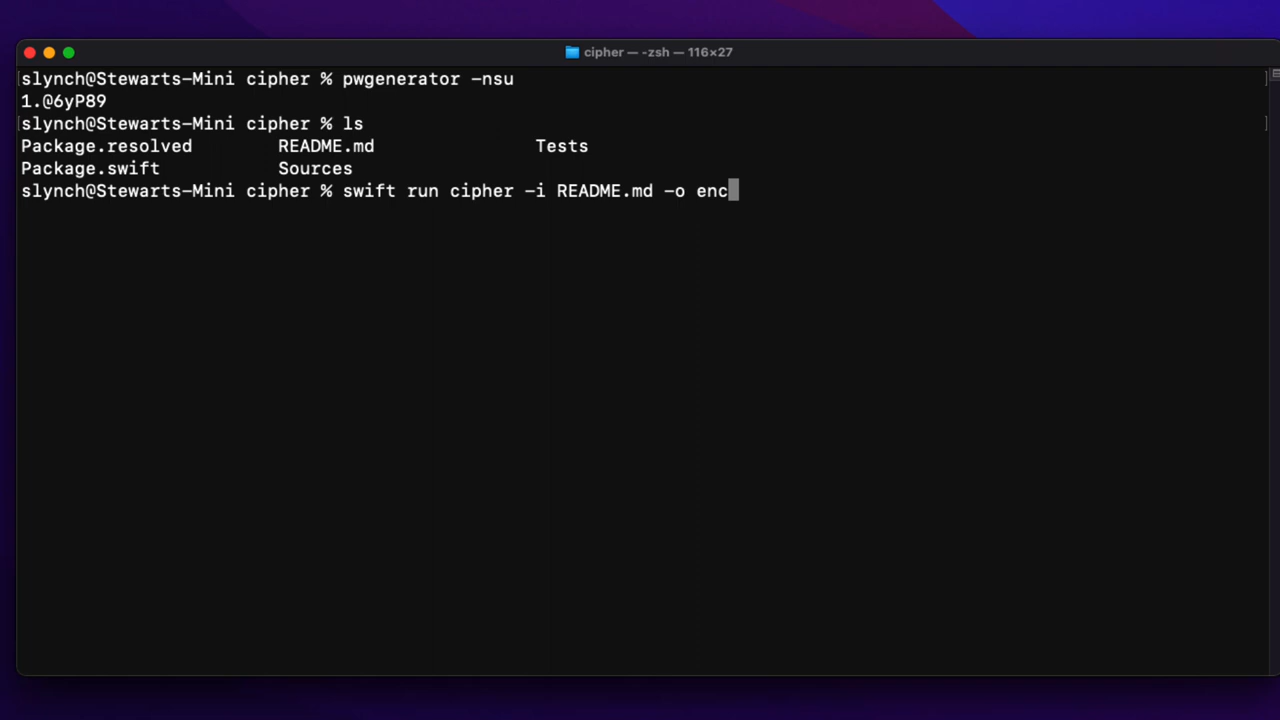 cipher — -zsh — 116×27
slynch@Stewarts-Mini cipher % pwgenerator -nsu
1.@6yP89
slynch@Stewarts-Mini cipher % ls
Package.resolved README.md Tests
Package.swift Sources
slynch@Stewarts-Mini cipher % swift run cipher -i README.md -o enc